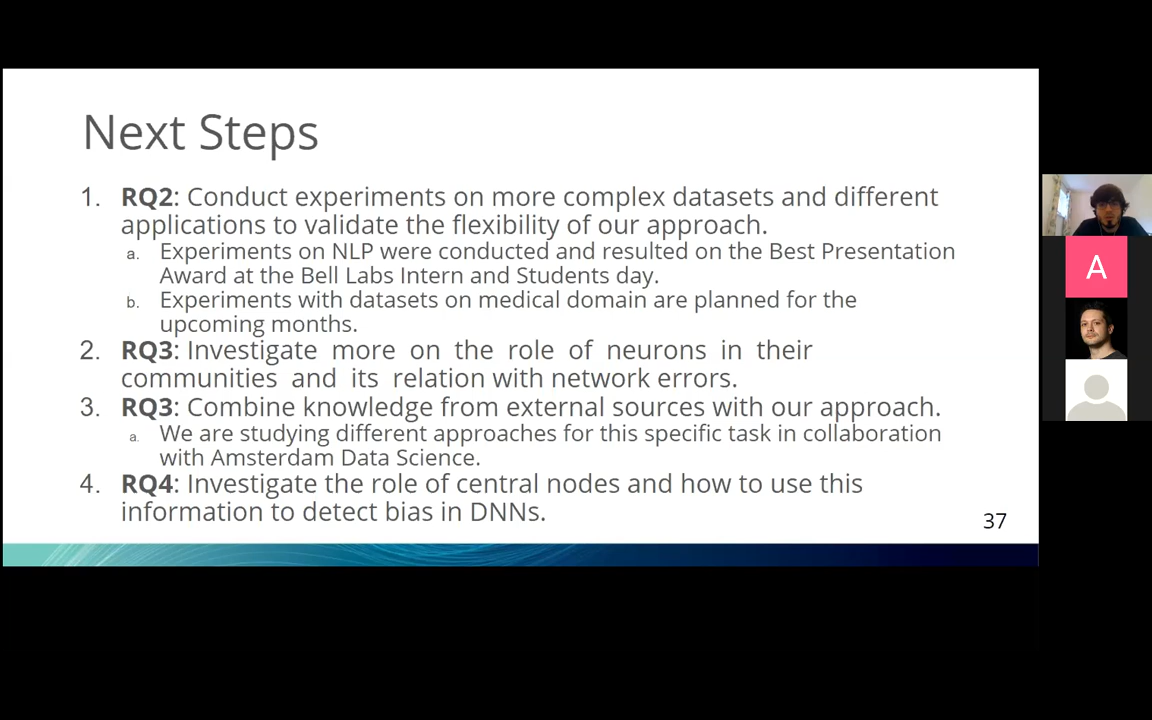 Next Steps
1. RQ2: Conduct experiments on more complex datasets and different
applications to validate the flexibility of our approach.
a. Experiments on NLP were conducted and resulted on the Best Presentation
Award at the Bell Labs Intern and Students day.
b. Experiments with datasets on medical domain are planned for the
upcoming months.
2. RQ3: Investigate more on the role of neurons in their
communities and its relation with network errors.
3. RQ3: Combine knowledge from external sources with our approach.
a. We are studying different approaches for this specific task in collaboration
with Amsterdam Data Science.
4. RQ4: Investigate the role of central nodes and how to use this
information to detect bias in DNNs.
37
A